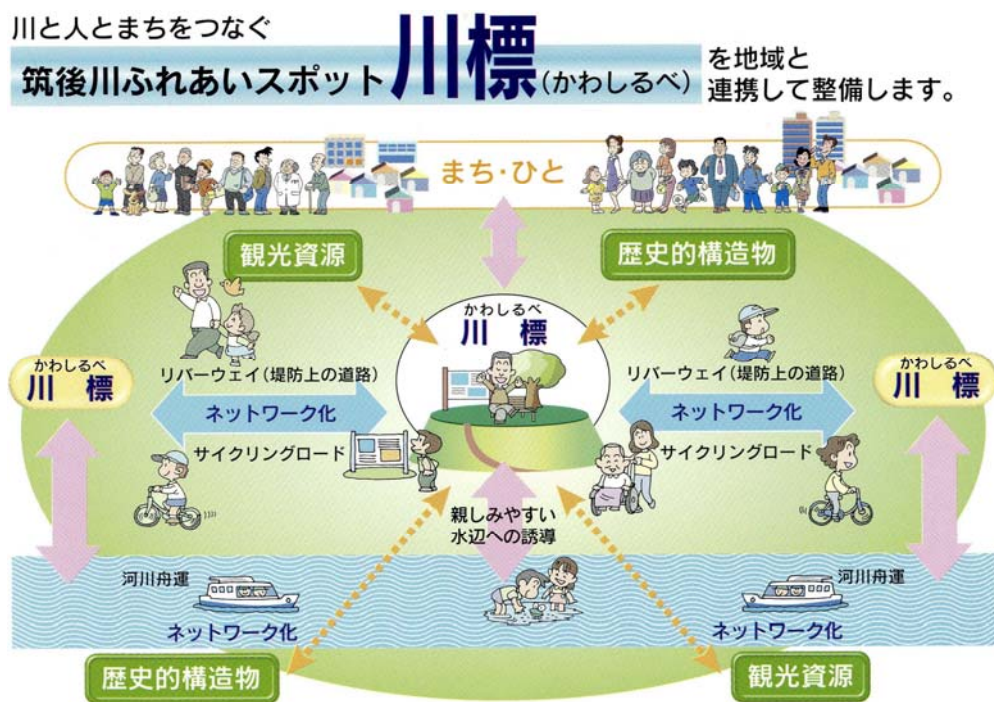 川と人とまちをつなぐ
筑後川ふれあいスポット川標(かわしるべ)
を地域と
連携して整備します。
まち・ひと
観光資源
歴史的構造物
かわしるべ
川 標
かわしるべ
川 標
かわしるべ
川 標
リバーウェイ(堤防上の道路)
ネットワーク化
サイクリングロード
リバーウェイ(堤防上の道路)
ネットワーク化
サイクリングロード
親しみやすい
水辺への誘導
河川舟運
ネットワーク化
河川舟運
ネットワーク化
歴史的構造物
観光資源